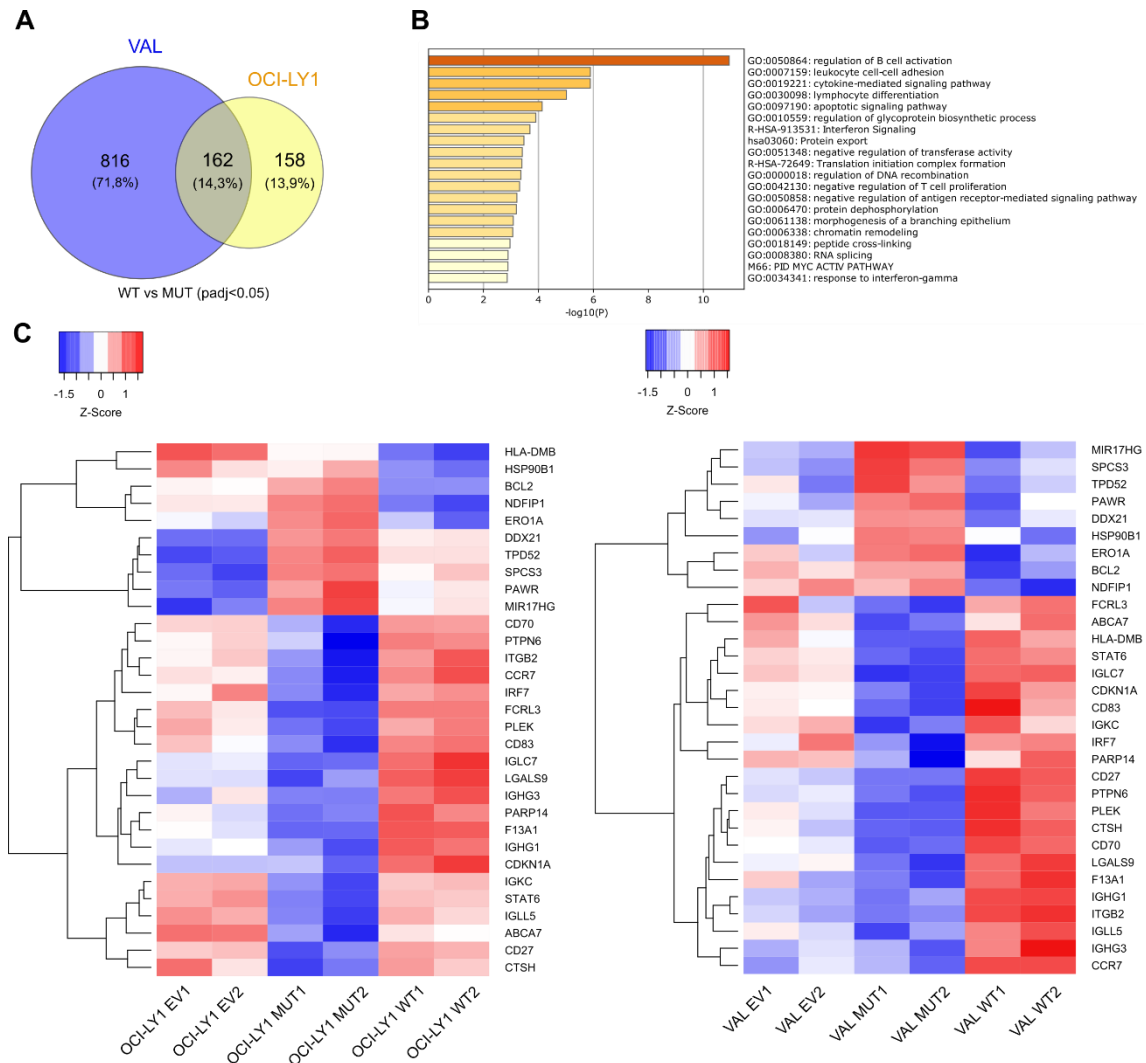 A
VAL
OCI-LY1
816
(71,8%)
162
(14,3%)
158
(13,9%)
WT vs MUT (padj<0.05)
B
GO:0050864: regulation of B cell activation
GO:0007159: leukocyte cell-cell adhesion
GO:0019221: cytokine-mediated signaling pathway
GO:0030098: lymphocyte differentiation
GO:0097190: apoptotic signaling pathway
GO:0010559: regulation of glycoprotein biosynthetic process
R-HSA-913531: Interferon Signaling
hsa03060: Protein export
GO:0051348: negative regulation of transferase activity
R-HSA-72649: Translation initiation complex formation
GO:0000018: regulation of DNA recombination
GO:0042130: negative regulation of T cell proliferation
GO:0050858: negative regulation of antigen receptor-mediated signaling pathway
GO:0006470: protein dephosphorylation
GO:0061138: morphogenesis of a branching epithelium
GO:0006338: chromatin remodeling
GO:0018149: peptide cross-linking
GO:0008380: RNA splicing
M66: PID MYC ACTIV PATHWAY
GO:0034341: response to interferon-gamma
0 2 4 6 8 10
-log10(P)
C
-1.5 0 1
Z-Score
HLA-DMB
HSP90B1
BCL2
NDFIP1
ERO1A
DDX21
TPD52
SPCS3
PAWR
MIR17HG
CD70
PTPN6
ITGB2
CCR7
IRF7
FCRL3
PLEK
CD83
IGLC7
LGALS9
IGHG3
PARP14
F13A1
IGHG1
CDKN1A
IGKC
STAT6
IGLL5
ABCA7
CD27
CTSH
OCI-LY1 EV1
OCI-LY1 EV2
OCI-LY1 MUT1
OCI-LY1 MUT2
OCI-LY1 WT1
OCI-LY1 WT2
-1.5 0 1
Z-Score
MIR17HG
SPCS3
TPD52
PAWR
DDX21
HSP90B1
ERO1A
BCL2
NDFIP1
FCRL3
ABCA7
HLA-DMB
STAT6
IGLC7
CDKN1A
CD83
IGKC
IRF7
PARP14
CD27
PTPN6
PLEK
CTSH
CD70
LGALS9
F13A1
IGHG1
ITGB2
IGLL5
IGHG3
CCR7
VAL EV1
VAL EV2
VAL MUT1
VAL MUT2
VAL WT1
VAL WT2